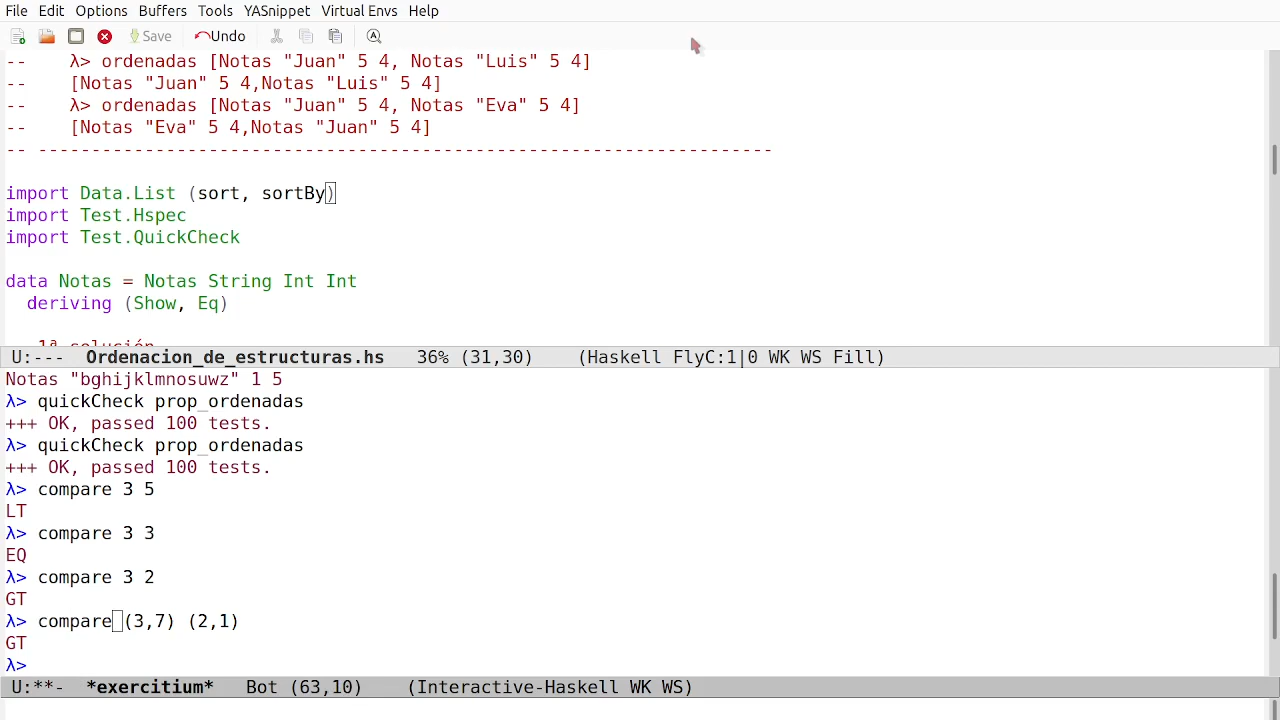 File Edit Options Buffers Tools YASnippet Virtual Envs Help
Save Undo
--    λ> ordenadas [Notas "Juan" 5 4, Notas "Luis" 5 4]
--    [Notas "Juan" 5 4,Notas "Luis" 5 4]
--    λ> ordenadas [Notas "Juan" 5 4, Notas "Eva" 5 4]
--    [Notas "Eva" 5 4,Notas "Juan" 5 4]
-- ---------------------------------------------------------------------
import Data.List (sort, sortBy)
import Test.Hspec
import Test.QuickCheck
data Notas = Notas String Int Int
  deriving (Show, Eq)
1ª solución
U:---  Ordenacion_de_estructuras.hs   36% (31,30)    (Haskell FlyC:1|0 WK WS Fill)
Notas "bghijklmnosuwz" 1 5
λ> quickCheck prop_ordenadas
+++ OK, passed 100 tests.
λ> quickCheck prop_ordenadas
+++ OK, passed 100 tests.
λ> compare 3 5
LT
λ> compare 3 3
EQ
λ> compare 3 2
GT
λ> compare (3,7) (2,1)
GT
λ>
U:**-  *exercitium*   Bot (63,10)    (Interactive-Haskell WK WS)